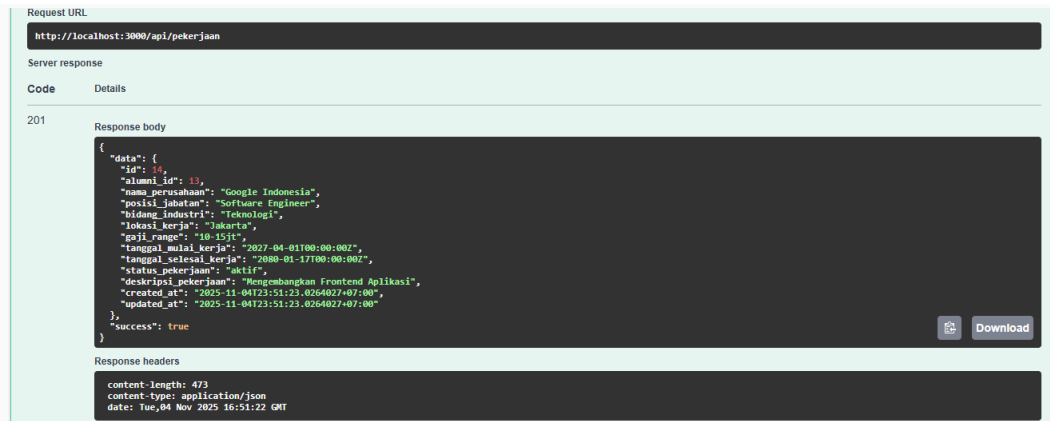 Request URL
http://localhost:3000/api/pekerjaan
Server response
Code Details
201
Response body
{
  "data": {
    "id": 14,
    "alumni_id": 13,
    "nama_perusahaan": "Google Indonesia",
    "posisi_jabatan": "Software Engineer",
    "bidang_industri": "Teknologi",
    "lokasi_kerja": "Jakarta",
    "gaji_range": "10-15jt",
    "tanggal_mulai_kerja": "2027-04-01T00:00:00Z",
    "tanggal_selesai_kerja": "2080-01-17T00:00:00Z",
    "status_pekerjaan": "aktif",
    "deskripsi_pekerjaan": "Mengembangkan Frontend Aplikasi",
    "created_at": "2025-11-04T23:51:23.0264027+07:00",
    "updated_at": "2025-11-04T23:51:23.0264027+07:00"
  },
  "success": true
}
Download
Response headers
content-length: 473
content-type: application/json
date: Tue,04 Nov 2025 16:51:22 GMT